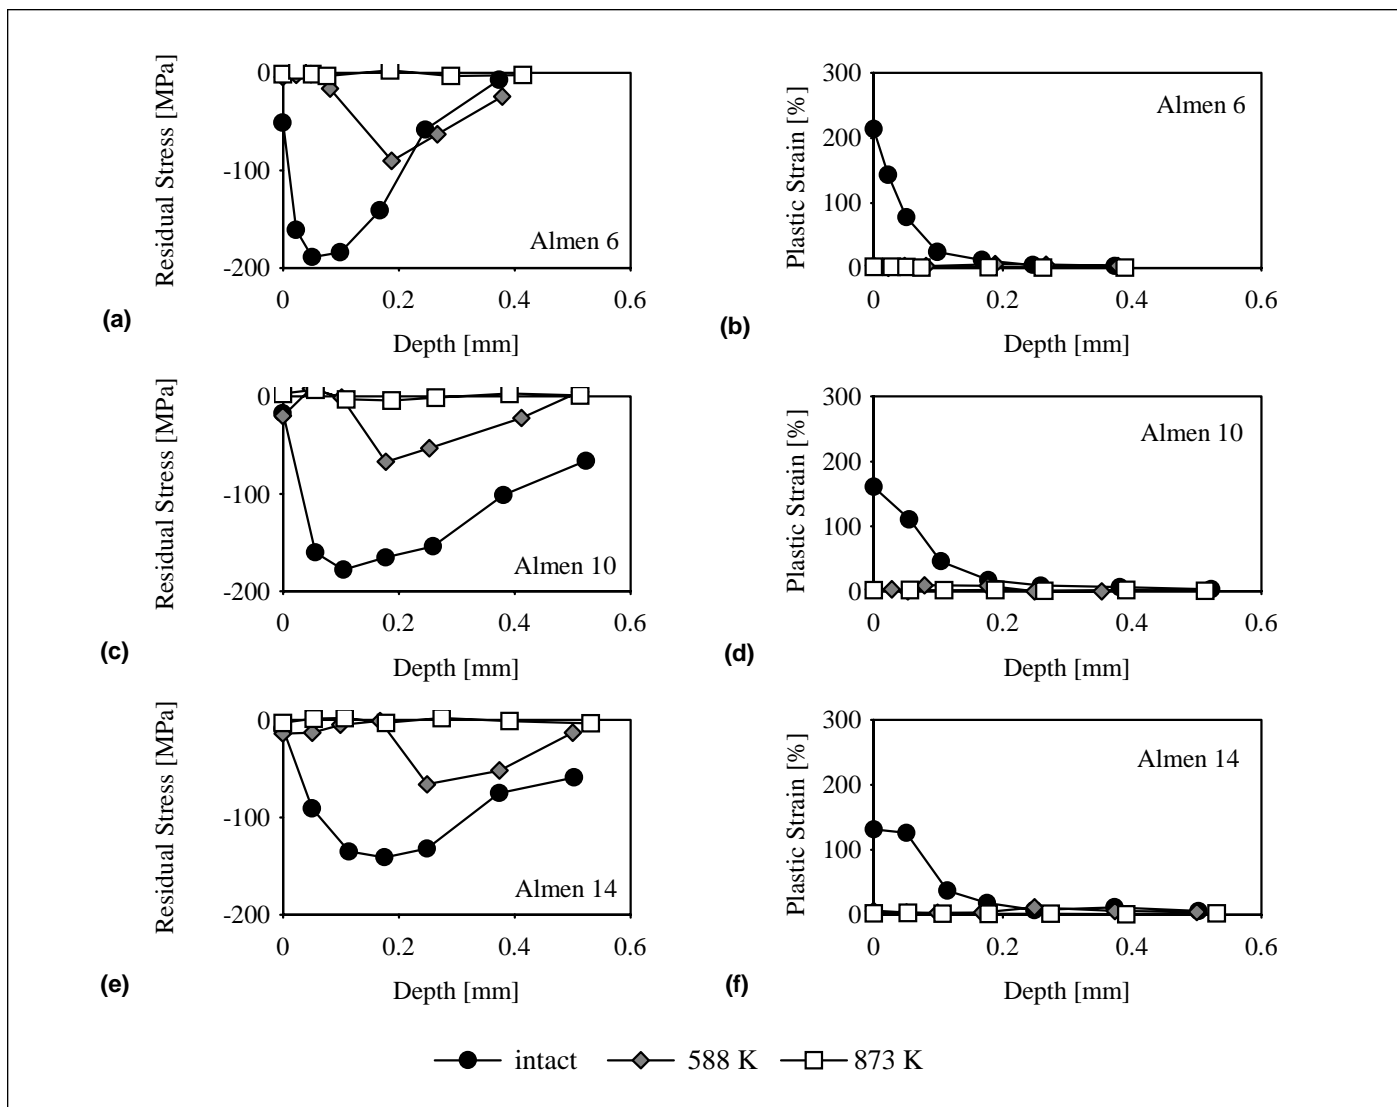 Residual Stress [MPa]
0
-100
-200
0
0.2
0.4
0.6
Almen 6
Depth [mm]
(a)
Plastic Strain [%]
300
200
100
0
0
0.2
0.4
0.6
Almen 6
Depth [mm]
(b)
Residual Stress [MPa]
0
-100
-200
0
0.2
0.4
0.6
Almen 10
Depth [mm]
(c)
Plastic Strain [%]
300
200
100
0
0
0.2
0.4
0.6
Almen 10
Depth [mm]
(d)
Residual Stress [MPa]
0
-100
-200
0
0.2
0.4
0.6
Almen 14
Depth [mm]
(e)
Plastic Strain [%]
300
200
100
0
0
0.2
0.4
0.6
Almen 14
Depth [mm]
(f)
intact 588 K 873 K